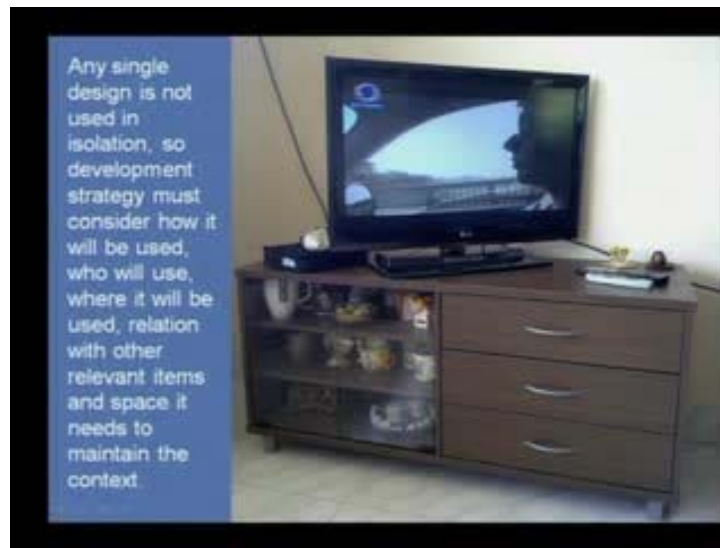 Any single
design is not
used in
isolation, so
development
strategy must
consider how it
will be used,
who will use,
where it will be
used, relation
with other
relevant items
and space it
needs to
maintain the
context.